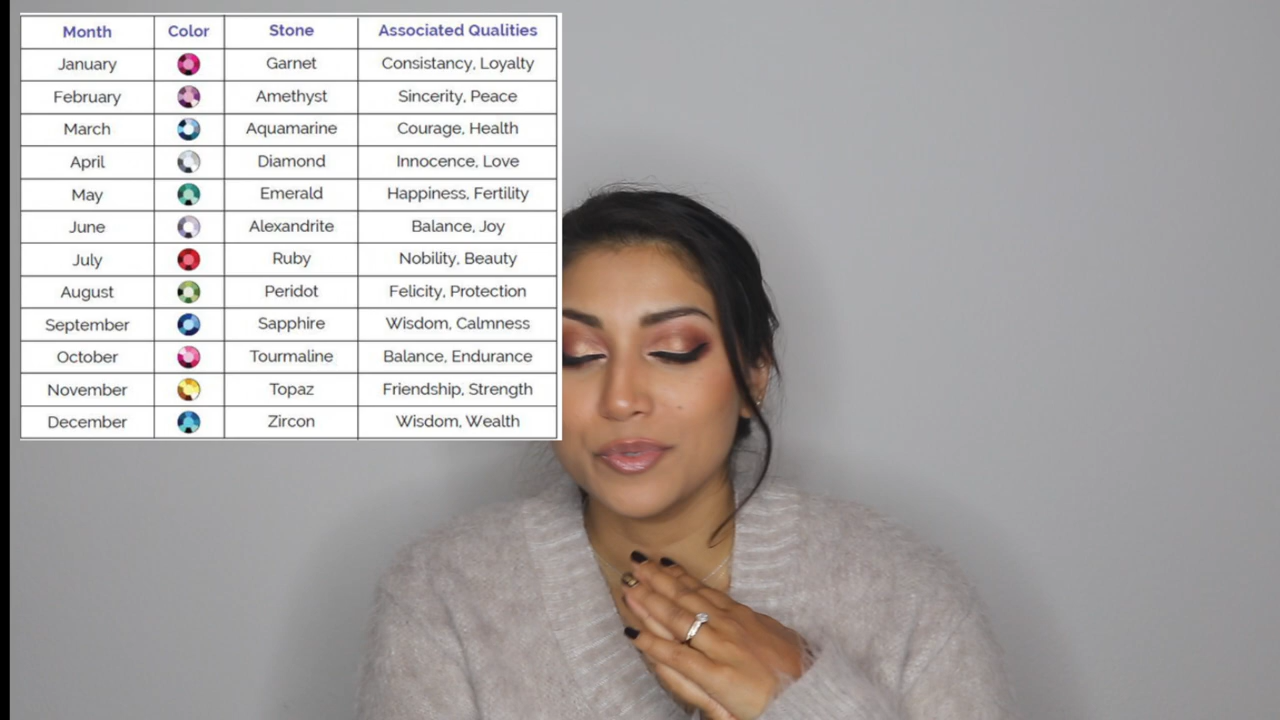 Month Color Stone Associated Qualities
January Garnet Consistancy, Loyalty
February Amethyst Sincerity, Peace
March Aquamarine Courage, Health
April Diamond Innocence, Love
May Emerald Happiness, Fertility
June Alexandrite Balance, Joy
July Ruby Nobility, Beauty
August Peridot Felicity, Protection
September Sapphire Wisdom, Calmness
October Tourmaline Balance, Endurance
November Topaz Friendship, Strength
December Zircon Wisdom, Wealth